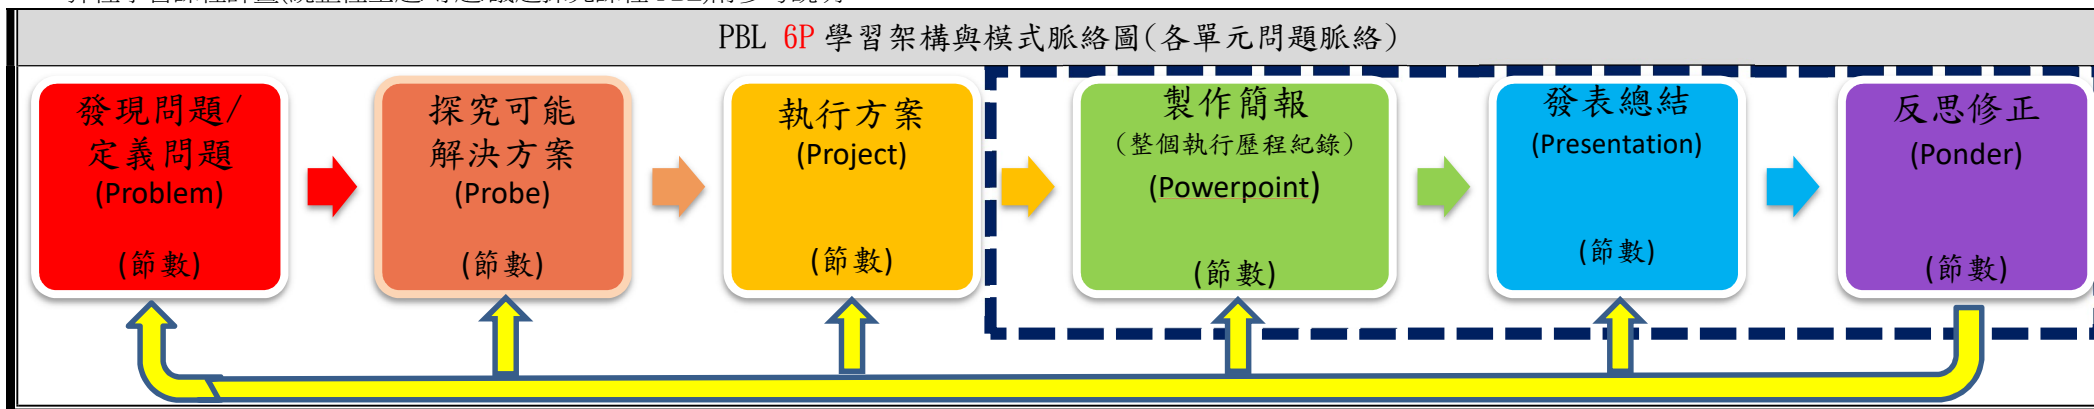 PBL 6P 學習架構與模式脈絡圖(各單元問題脈絡)
發現問題/
定義問題
(Problem)
(節數)
探究可能
解決方案
(Probe)
(節數)
執行方案
(Project)
(節數)
製作簡報
(整個執行歷程紀錄)
(Powerpoint)
(節數)
發表總結
(Presentation)
(節數)
反思修正
(Ponder)
(節數)